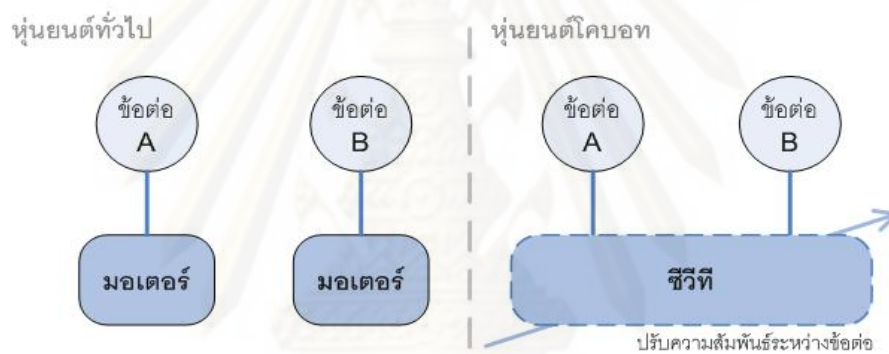 หุ่นยนต์ทั่วไป
ข้อต่อ
A
ข้อต่อ
B
มอเตอร์
มอเตอร์
หุ่นยนต์โคบอท
ข้อต่อ
A
ข้อต่อ
B
ซีวีที
ปรับความสัมพันธ์ระหว่างข้อต่อ